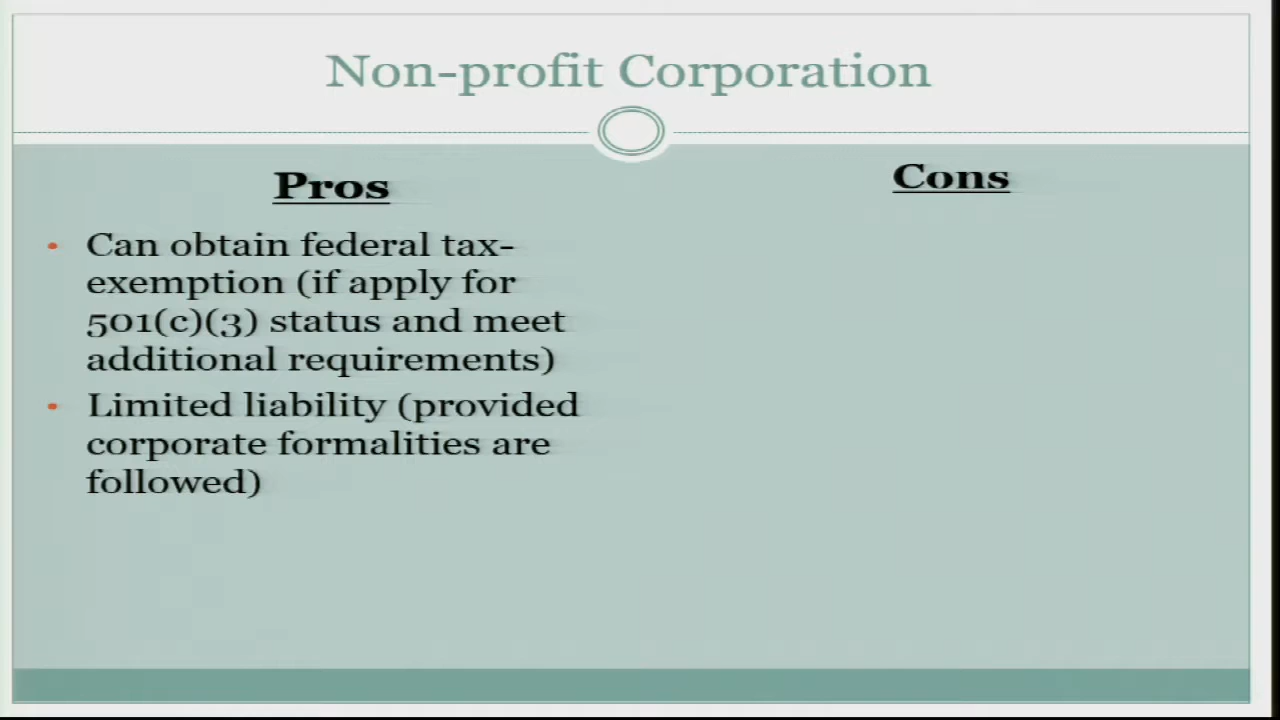 Non-profit Corporation
Pros
Cons
• Can obtain federal tax-
exemption (if apply for
501(c)(3) status and meet
additional requirements)
• Limited liability (provided
corporate formalities are
followed)